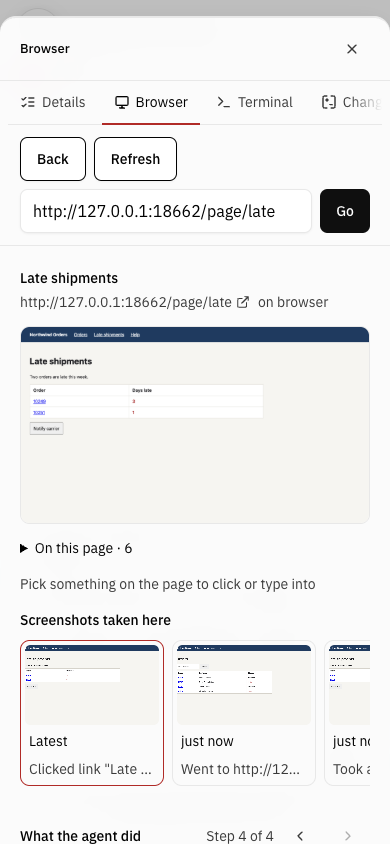 Browser
Details Browser Terminal Chang
Back Refresh
http://127.0.0.1:18662/page/late Go
Late shipments
http://127.0.0.1:18662/page/late on browser
Northwind Orders Orders Late shipments Help
Late shipments
Two orders are late this week.
Order Days late
10248 3
10251 1
Notify carrier
On this page · 6
Pick something on the page to click or type into
Screenshots taken here
Latest just now just no
Clicked link "Late ... Went to http://12... Took a
What the agent did Step 4 of 4